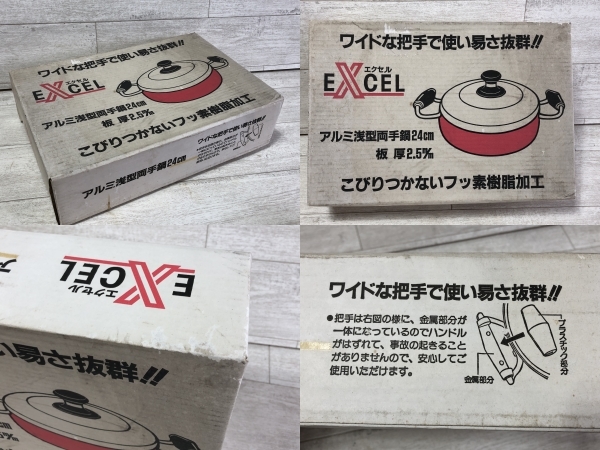 ワイドな把手で使い易さ抜群!!
エクセル
EXCEL
アルミ浅型両手鍋24cm
板厚2.5㍉
こびりつかないフッ素樹脂加工
アルミ浅型両手鍋24cm
ワイドな把手で使い易さ抜群!!
ワイドな把手で使い易さ抜群!!
エクセル
EXCEL
アルミ浅型両手鍋24cm
板 厚2.5㍉
こびりつかないフッ素樹脂加工
エクセル
EXCEL
い易さ抜群!!
ワイドな把手で使い易さ抜群!!
●把手は右図の様に、金属部分が
一体になっているのでハンドル
がはずれて、事故の起きること
がありませんので、安心してご
使用いただけます。
プラスチック部分
金属部分